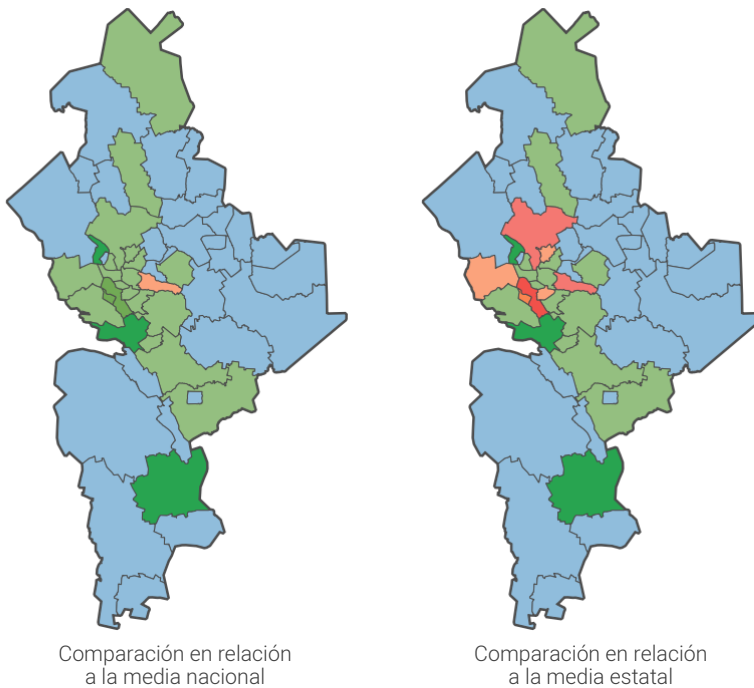 Comparación en relación
a la media nacional
Comparación en relación
a la media estatal